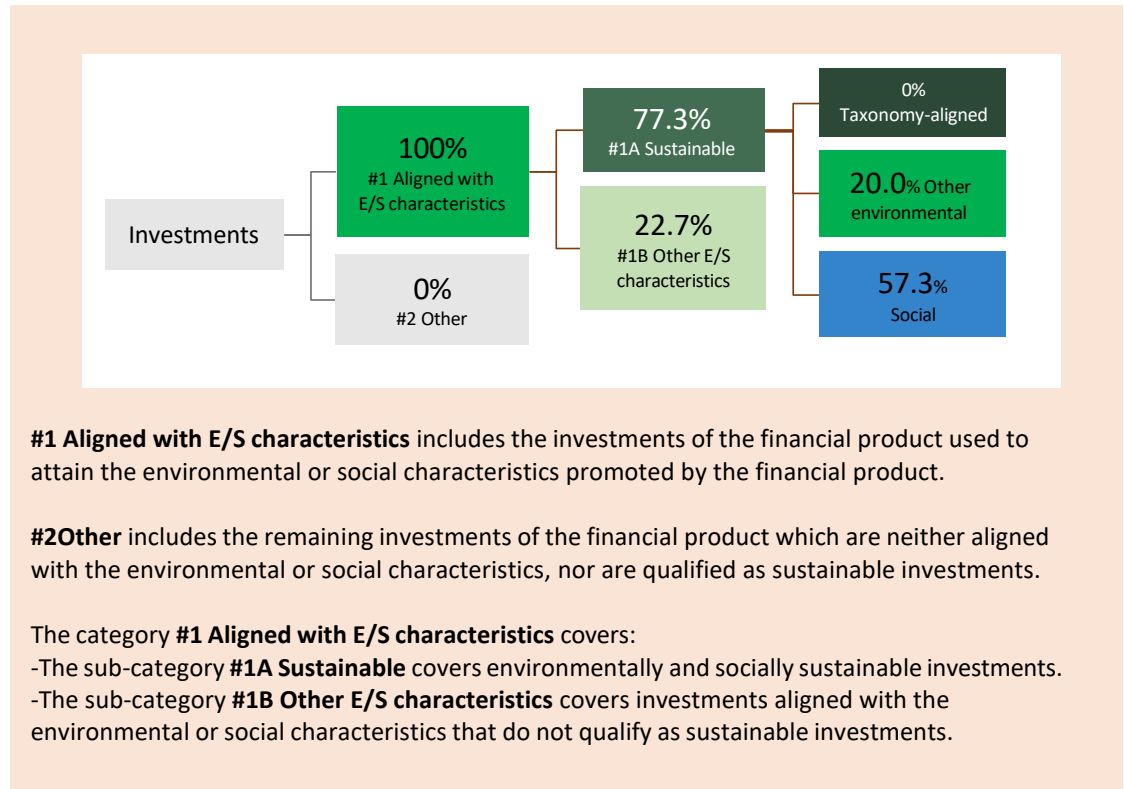 Investments
100%
#1 Aligned with
E/S characteristics
0%
#2 Other
77.3%
#1A Sustainable
22.7%
#1B Other E/S
characteristics
0%
Taxonomy-aligned
20.0% Other
environmental
57.3%
Social
#1 Aligned with E/S characteristics includes the investments of the financial product used to
attain the environmental or social characteristics promoted by the financial product.
#2Other includes the remaining investments of the financial product which are neither aligned
with the environmental or social characteristics, nor are qualified as sustainable investments.
The category #1 Aligned with E/S characteristics covers:
-The sub-category #1A Sustainable covers environmentally and socially sustainable investments.
-The sub-category #1B Other E/S characteristics covers investments aligned with the
environmental or social characteristics that do not qualify as sustainable investments.